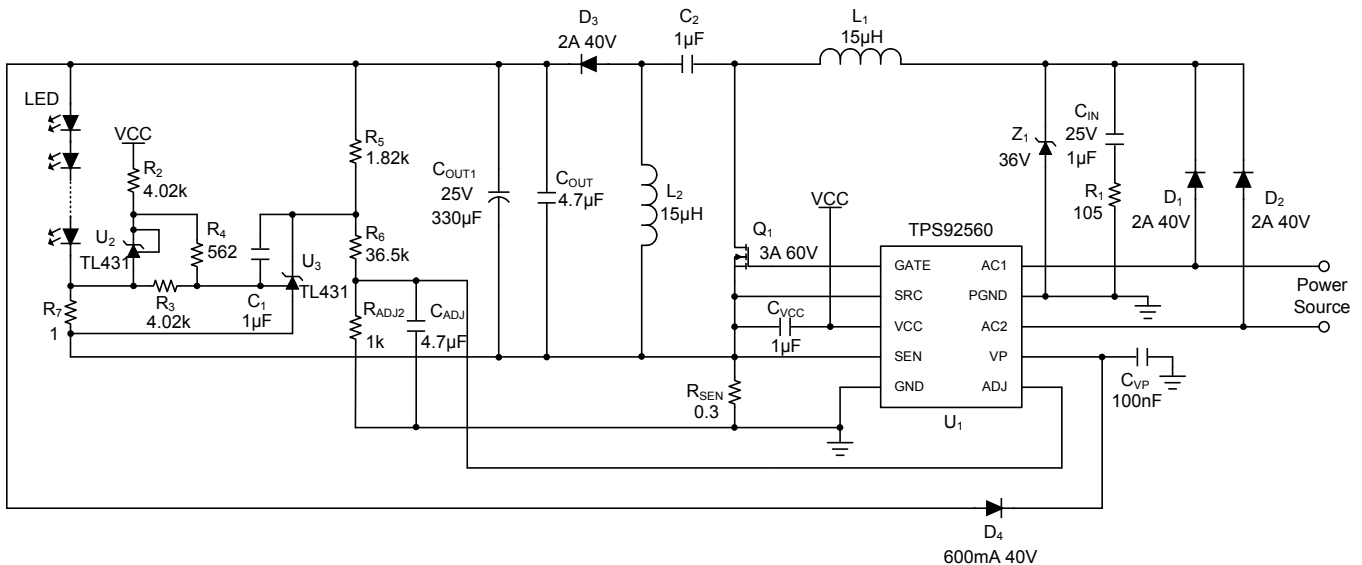 D3
2A 40V
C2
1µF
L1
15µH
LED
VCC
R2
4.02k
U2
TL431
R4
562
R3
4.02k
C1
1µF
U3
TL431
R7
1
R5
1.82k
R6
36.5k
RADJ2
1k
CADJ
4.7µF
COUT1
25V
330µF
COUT
4.7µF
L2
15µH
Q1
3A 60V
VCC
CVCC
1µF
RSEN
0.3
TPS92560
GATE
SRC
VCC
SEN
GND
AC1
PGND
AC2
VP
ADJ
U1
Z1
36V
CIN
25V
1µF
R1
105
D1
2A 40V
D2
2A 40V
Power
Source
CVP
100nF
D4
600mA 40V